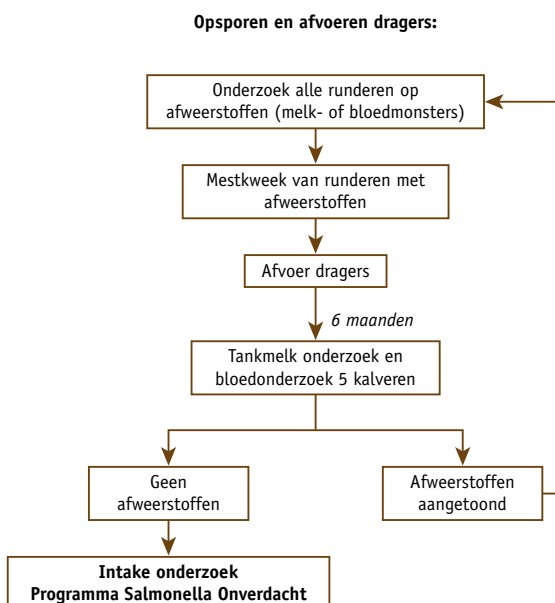 Opsporen en afvoeren dragers:
Onderzoek alle runderen op
afweerstoffen (melk- of bloedmonsters)
Mestkweek van runderen met
afweerstoffen
Afvoer dragers
6 maanden
Tankmelk onderzoek en
bloedonderzoek 5 kalveren
Geen
afweerstoffen
Afweerstoffen
aangetoond
Intake onderzoek
Programma Salmonella Onverdacht